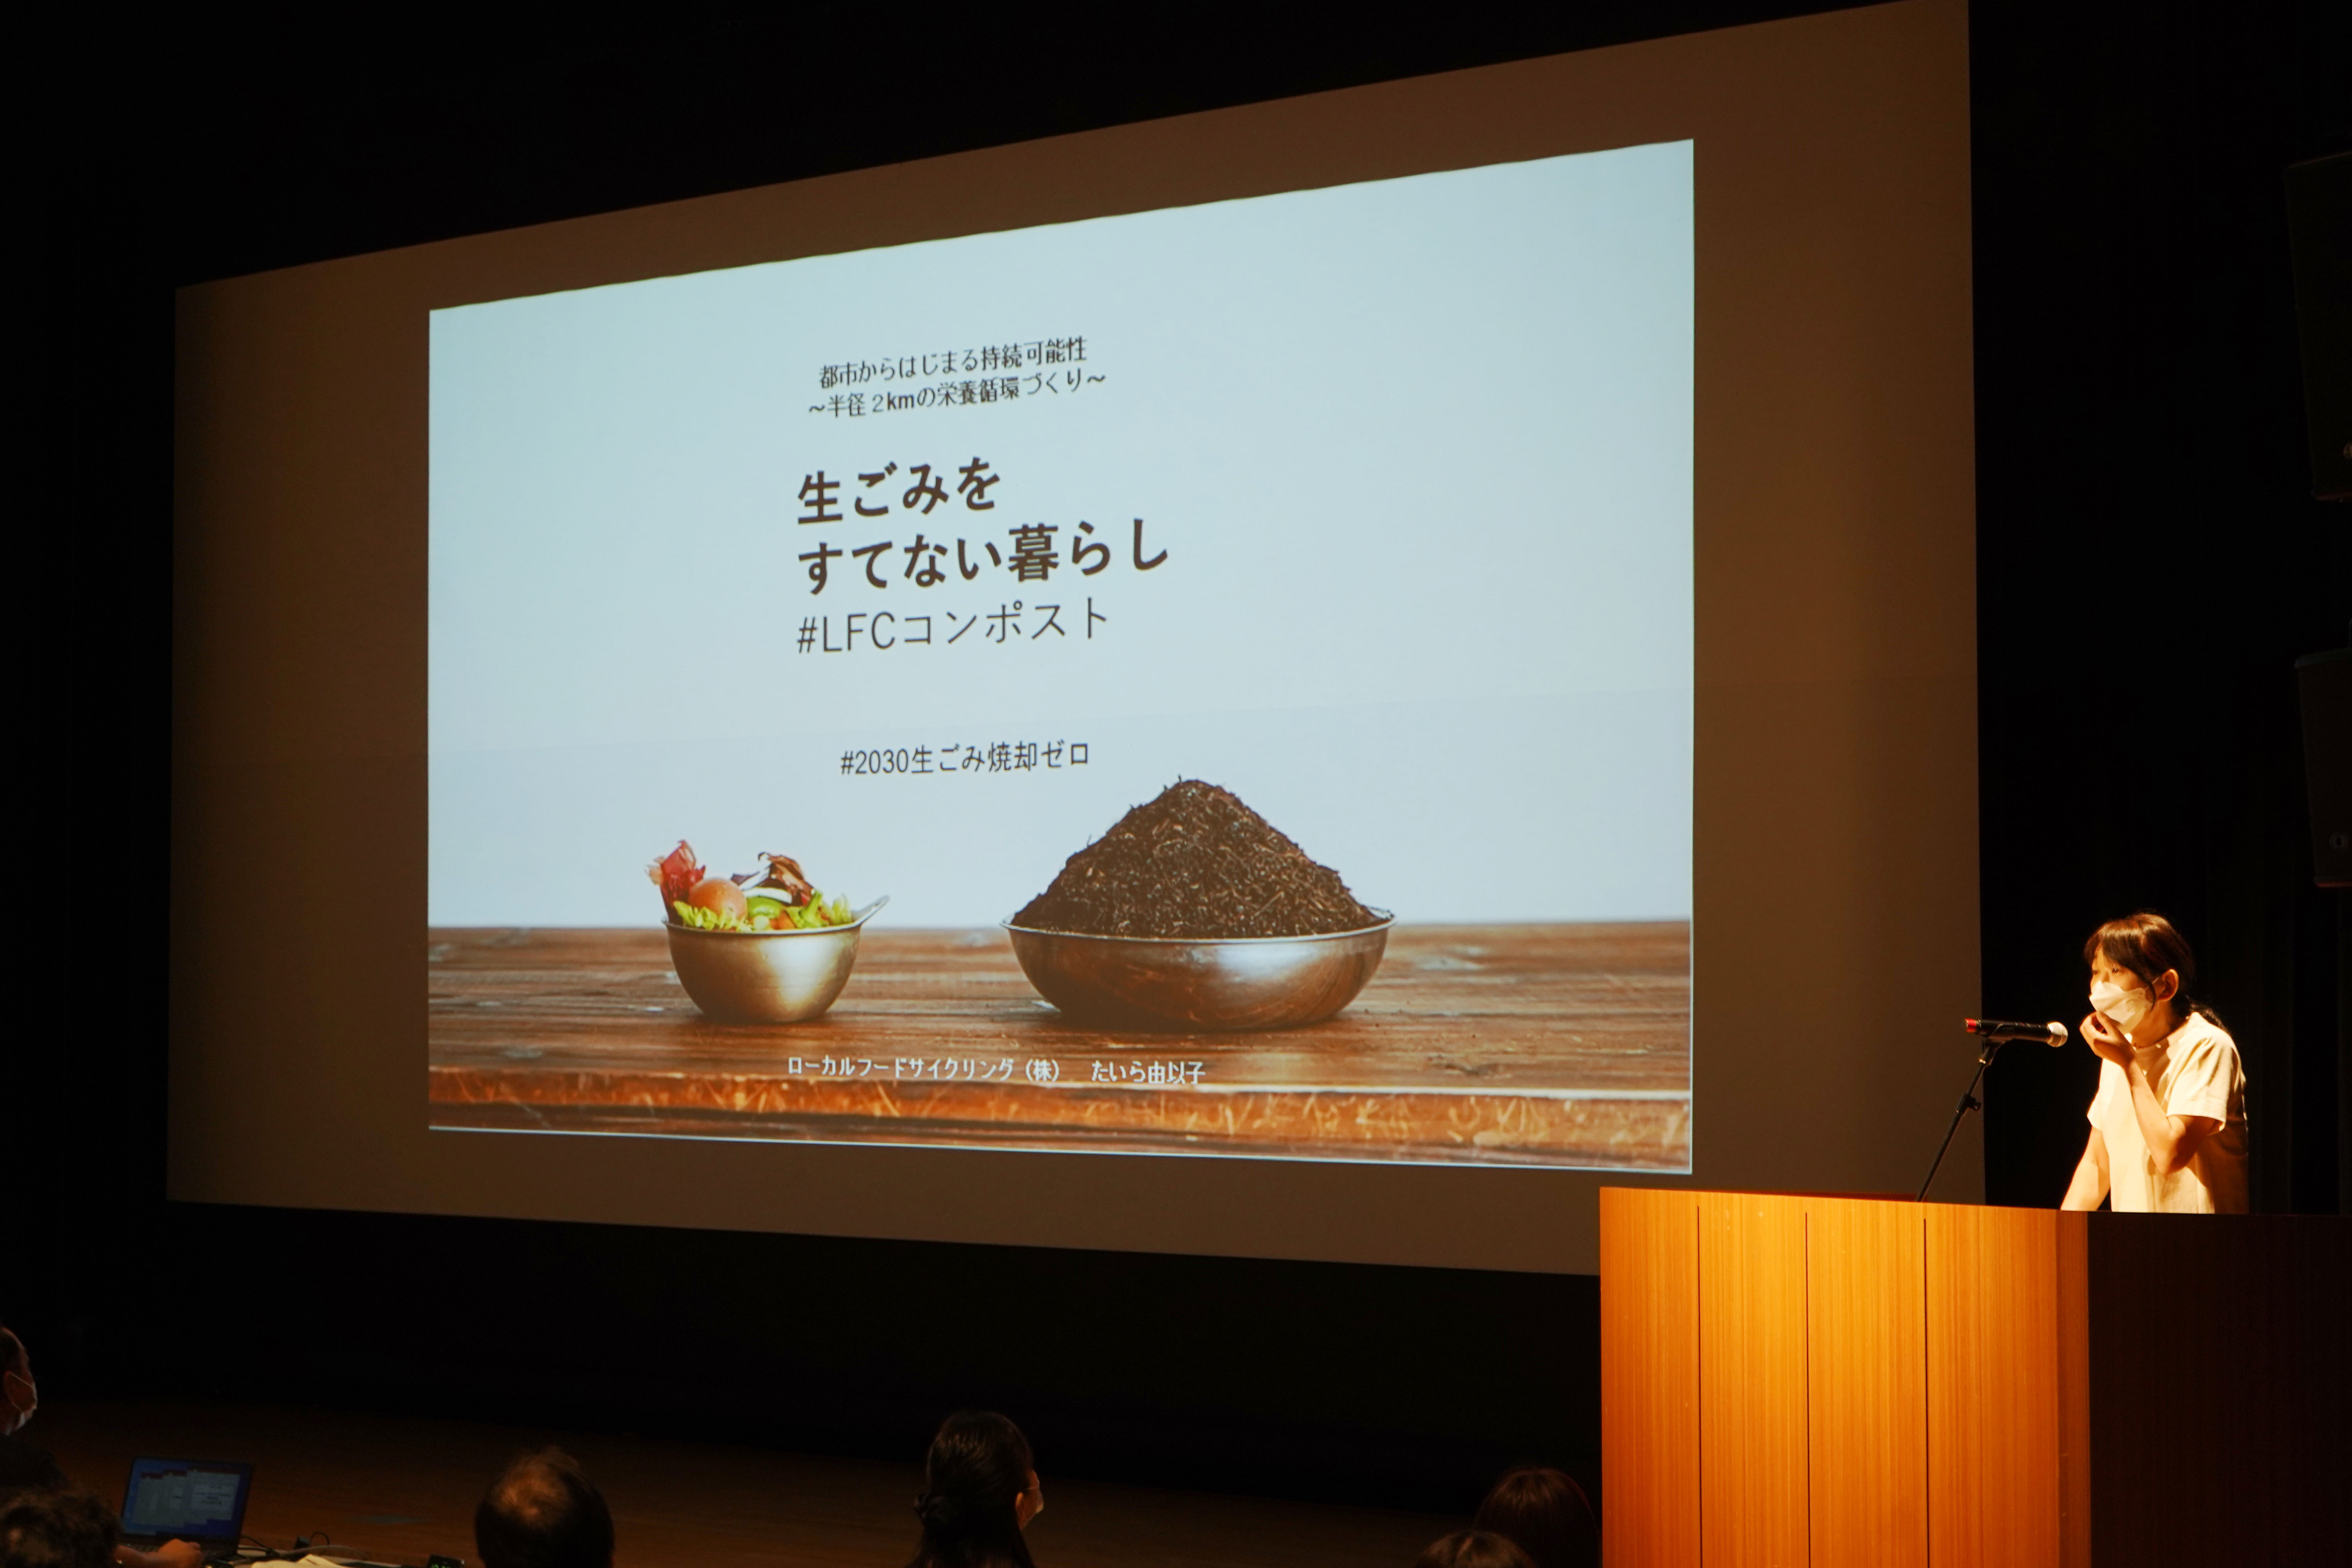 都市からはじまる持続可能性
～半径２kmの栄養循環づくり～
生ごみを
すてない暮らし
#LFCコンポスト
#2030生ごみ焼却ゼロ
ローカルフードサイクリング（株）　たいら由以子